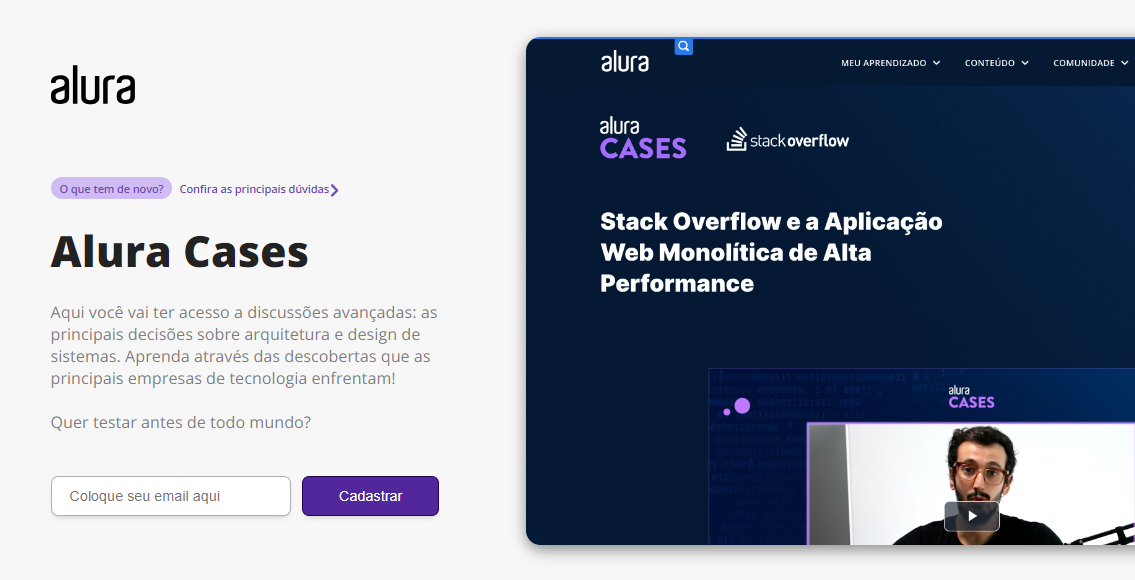 alura
O que tem de novo? Confira as principais dúvidas
Alura Cases
Aqui você vai ter acesso a discussões avançadas: as
principais decisões sobre arquitetura e design de
sistemas. Aprenda através das descobertas que as
principais empresas de tecnologia enfrentam!
Quer testar antes de todo mundo?
Coloque seu email aqui
Cadastrar
alura
MEU APRENDIZADO
CONTEÚDO
COMUNIDADE
alura
CASES
stackoverflow
Stack Overflow e a Aplicação
Web Monolítica de Alta
Performance
alura
CASES